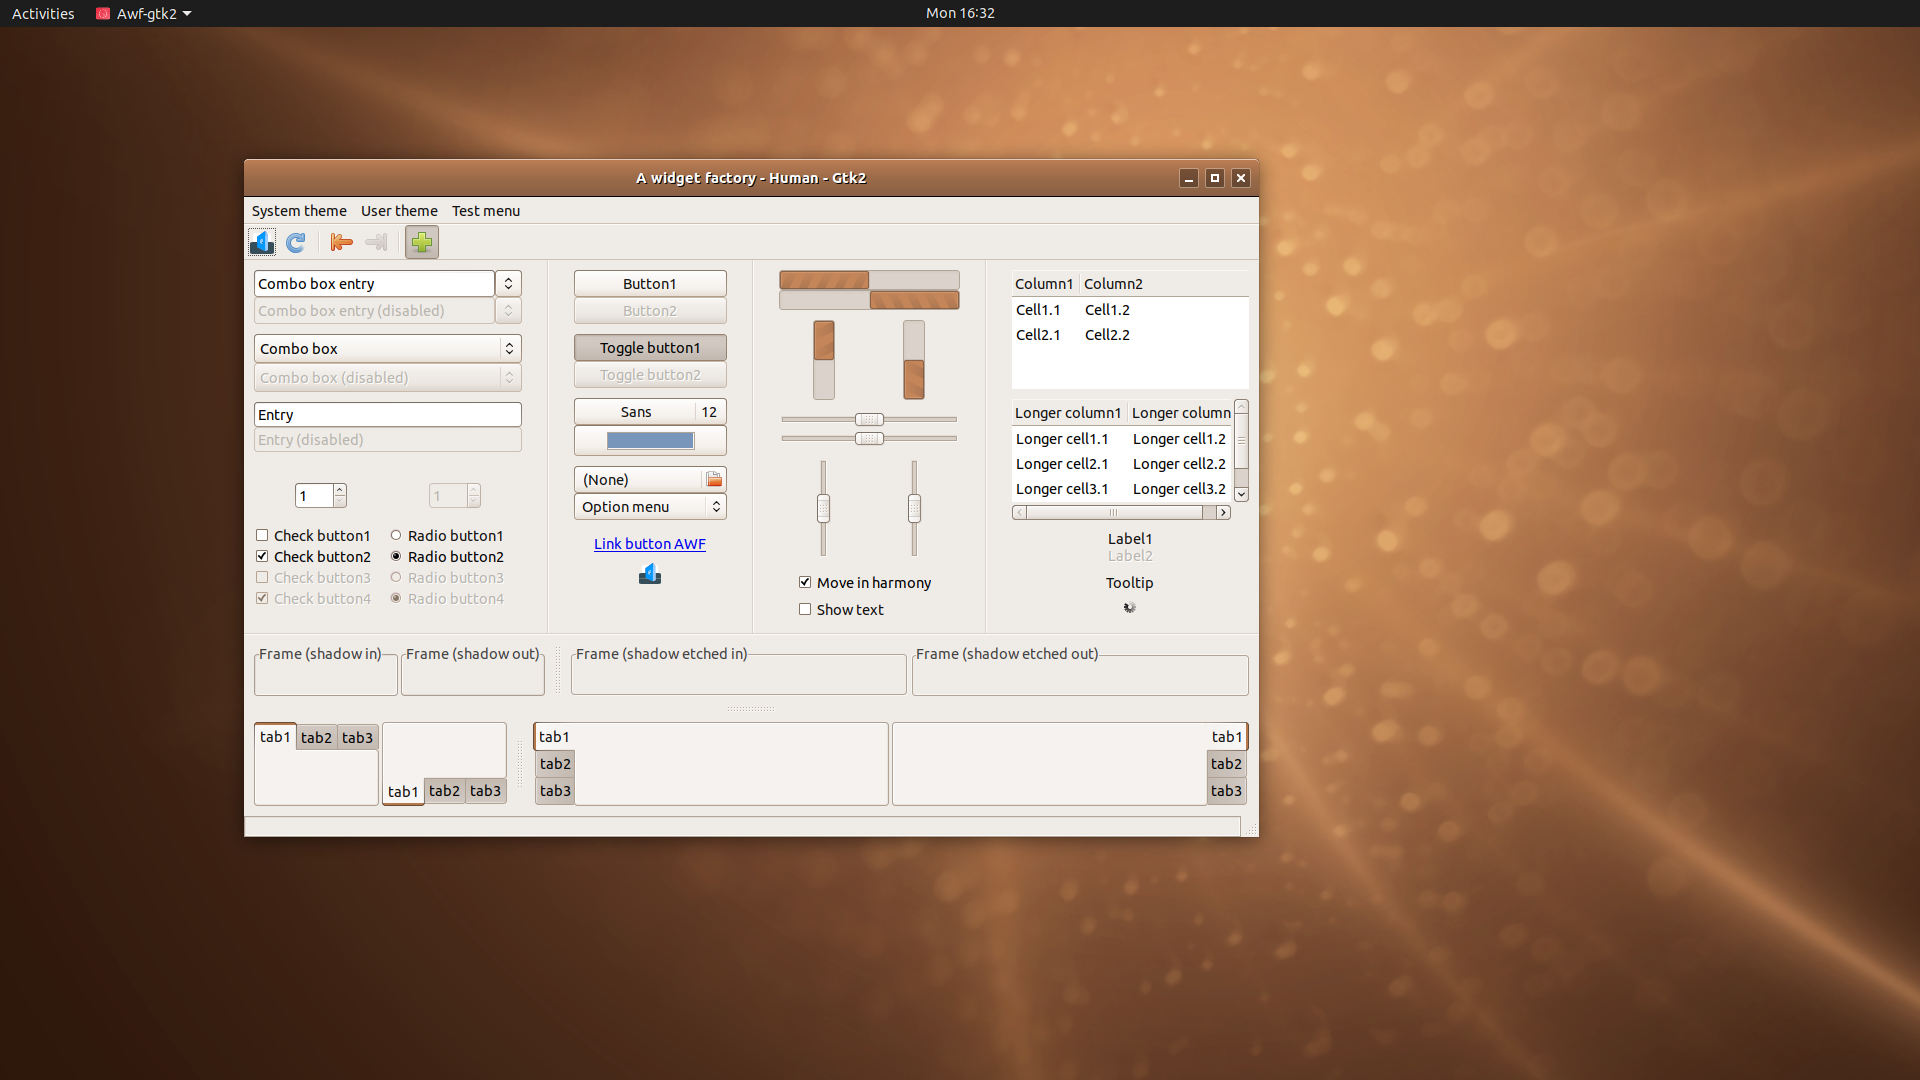 Activities Awf-gtk2 Mon 16:32
A widget factory - Human - Gtk2
System theme User theme Test menu
Combo box entry
Combo box entry (disabled)
Combo box
Combo box (disabled)
Entry
Entry (disabled)
1 1
Check button1 Radio button1
Check button2 Radio button2
Check button3 Radio button3
Check button4 Radio button4
Button1
Button2
Toggle button1
Toggle button2
Sans 12
(None)
Option menu
Link button AWF
Move in harmony
Show text
Column1 Column2
Cell1.1 Cell1.2
Cell2.1 Cell2.2
Longer column1 Longer column
Longer cell1.1 Longer cell1.2
Longer cell2.1 Longer cell2.2
Longer cell3.1 Longer cell3.2
Label1
Label2
Tooltip
Frame (shadow in) Frame (shadow out) Frame (shadow etched in) Frame (shadow etched out)
tab1 tab2 tab3
tab1 tab2 tab3
tab1
tab2
tab3
tab1
tab2
tab3